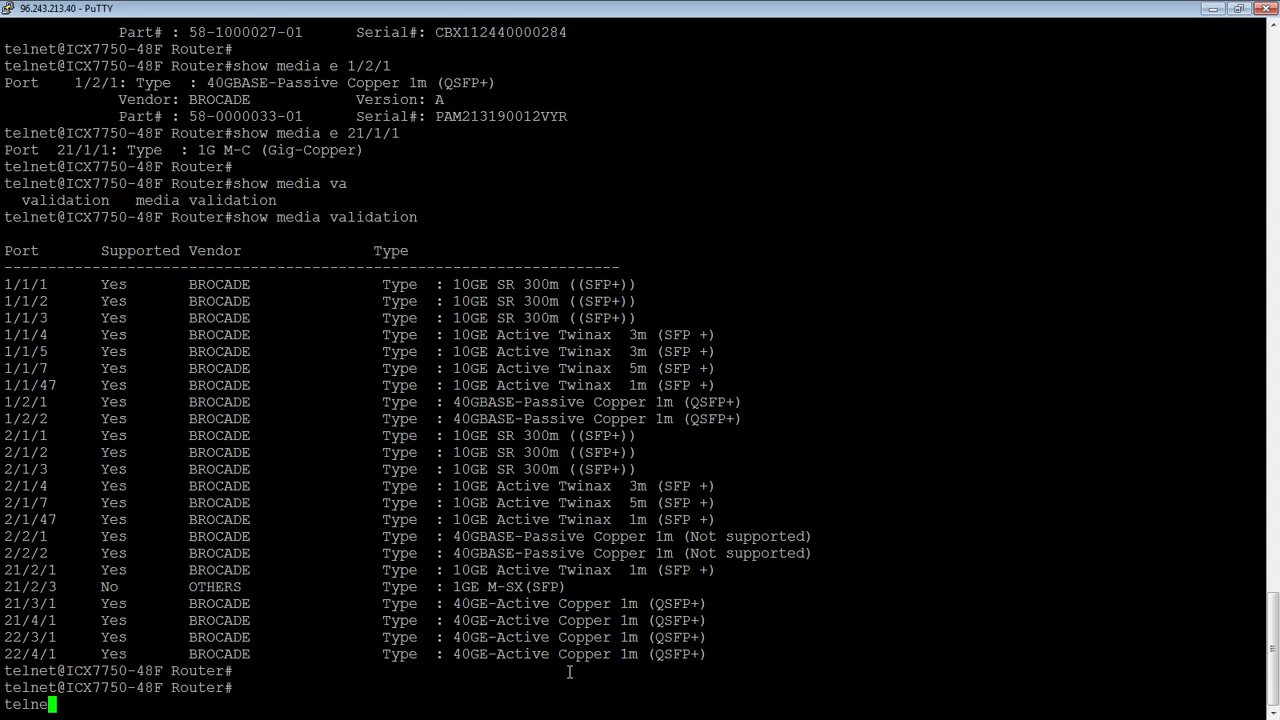 96.243.213.40 - PuTTY
Part# : 58-1000027-01 Serial#: CBX112440000284
telnet@ICX7750-48F Router#
telnet@ICX7750-48F Router#show media e 1/2/1
Port 1/2/1: Type : 40GBASE-Passive Copper 1m (QSFP+)
Vendor: BROCADE Version: A
Part# : 58-0000033-01 Serial#: PAM213190012VYR
telnet@ICX7750-48F Router#show media e 21/1/1
Port 21/1/1: Type : 1G M-C (Gig-Copper)
telnet@ICX7750-48F Router#
telnet@ICX7750-48F Router#show media va
validation media validation
telnet@ICX7750-48F Router#show media validation
Port Supported Vendor Type
----------------------------------------------------------------------
1/1/1 Yes BROCADE Type : 10GE SR 300m ((SFP+))
1/1/2 Yes BROCADE Type : 10GE SR 300m ((SFP+))
1/1/3 Yes BROCADE Type : 10GE SR 300m ((SFP+))
1/1/4 Yes BROCADE Type : 10GE Active Twinax 3m (SFP +)
1/1/5 Yes BROCADE Type : 10GE Active Twinax 3m (SFP +)
1/1/7 Yes BROCADE Type : 10GE Active Twinax 5m (SFP +)
1/1/47 Yes BROCADE Type : 10GE Active Twinax 1m (SFP +)
1/2/1 Yes BROCADE Type : 40GBASE-Passive Copper 1m (QSFP+)
1/2/2 Yes BROCADE Type : 40GBASE-Passive Copper 1m (QSFP+)
2/1/1 Yes BROCADE Type : 10GE SR 300m ((SFP+))
2/1/2 Yes BROCADE Type : 10GE SR 300m ((SFP+))
2/1/3 Yes BROCADE Type : 10GE SR 300m ((SFP+))
2/1/4 Yes BROCADE Type : 10GE Active Twinax 3m (SFP +)
2/1/7 Yes BROCADE Type : 10GE Active Twinax 5m (SFP +)
2/1/47 Yes BROCADE Type : 10GE Active Twinax 1m (SFP +)
2/2/1 Yes BROCADE Type : 40GBASE-Passive Copper 1m (Not supported)
2/2/2 Yes BROCADE Type : 40GBASE-Passive Copper 1m (Not supported)
21/2/1 Yes BROCADE Type : 10GE Active Twinax 1m (SFP +)
21/2/3 No OTHERS Type : 1GE M-SX(SFP)
21/3/1 Yes BROCADE Type : 40GE-Active Copper 1m (QSFP+)
21/4/1 Yes BROCADE Type : 40GE-Active Copper 1m (QSFP+)
22/3/1 Yes BROCADE Type : 40GE-Active Copper 1m (QSFP+)
22/4/1 Yes BROCADE Type : 40GE-Active Copper 1m (QSFP+)
telnet@ICX7750-48F Router#
telnet@ICX7750-48F Router#
telne